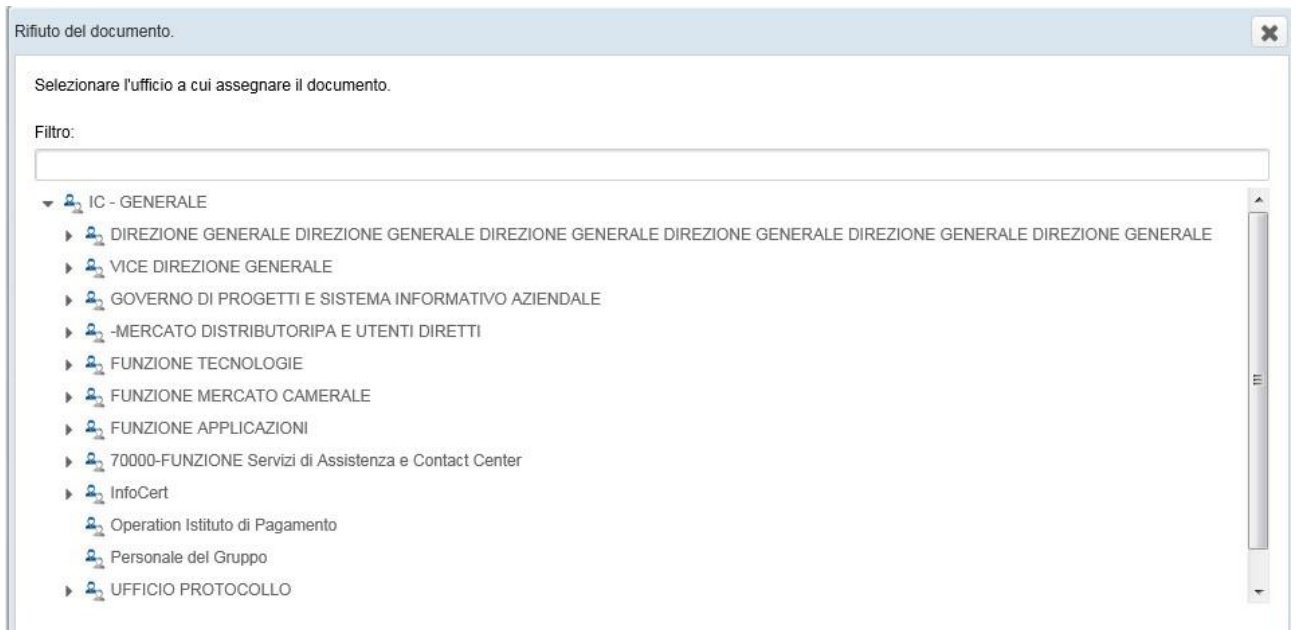 Rifiuto del documento.
Selezionare l'ufficio a cui assegnare il documento.
Filtro:
IC - GENERALE
DIREZIONE GENERALE DIREZIONE GENERALE DIREZIONE GENERALE DIREZIONE GENERALE DIREZIONE GENERALE DIREZIONE GENERALE
VICE DIREZIONE GENERALE
GOVERNO DI PROGETTI E SISTEMA INFORMATIVO AZIENDALE
-MERCATO DISTRIBUTORIPA E UTENTI DIRETTI
FUNZIONE TECNOLOGIE
FUNZIONE MERCATO CAMERALE
FUNZIONE APPLICAZIONI
70000-FUNZIONE Servizi di Assistenza e Contact Center
InfoCert
Operation Istituto di Pagamento
Personale del Gruppo
UFFICIO PROTOCOLLO